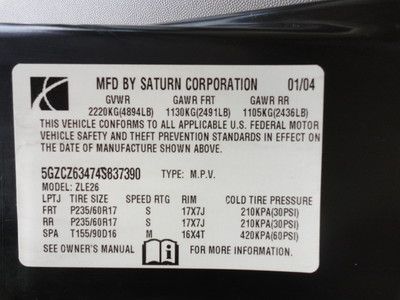 MFD BY SATURN CORPORATION 01/04
GVWR GAWR FRT GAWR RR
2220KG(4894LB) 1130KG(2491LB) 1105KG(2436LB)
THIS VEHICLE CONFORMS TO ALL APPLICABLE U.S. FEDERAL MOTOR
VEHICLE SAFETY AND THEFT PREVENTION STANDARDS IN EFFECT ON
THE DATE OF MANUFACTURE SHOWN ABOVE.
5GZCZ63474S837390 TYPE: M.P.V.
MODEL: ZLE26
LPTJ TIRE SIZE SPEED RTG RIM COLD TIRE PRESSURE
FRT P235/60R17 S 17X7J 210KPA(30PSI)
RR P235/60R17 S 17X7J 210KPA(30PSI)
SPA T155/90D16 M 16X4T 420KPA(60PSI)
SEE OWNER'S MANUAL FOR MORE INFORMATION.